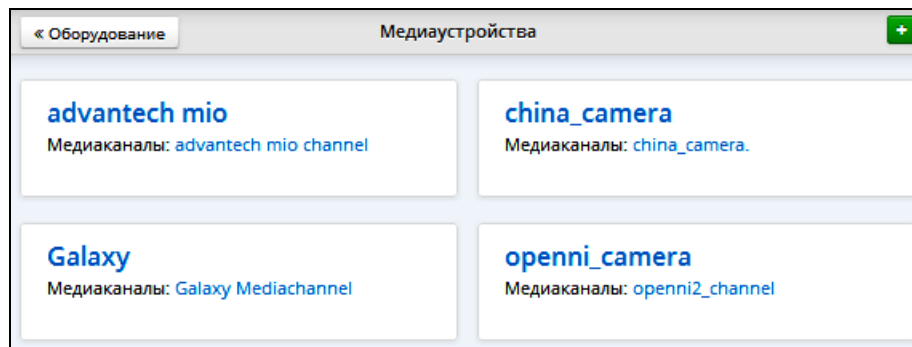 « Оборудование
Медиаустройства
+
advantech mio
Медиаканалы: advantech mio channel
china_camera
Медиаканалы: china_camera.
Galaxy
Медиаканалы: Galaxy Mediachannel
openni_camera
Медиаканалы: openni2_channel